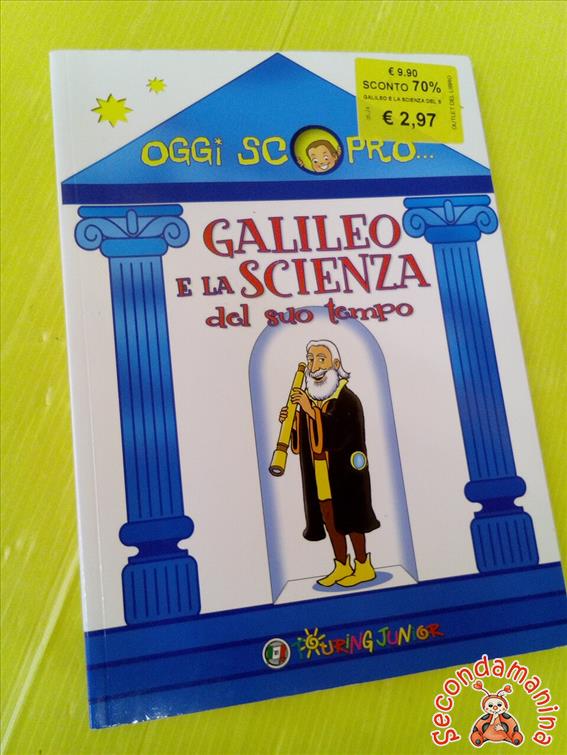 € 9.90
SCONTO 70%
GALILEO E LA SCIENZA DEL S
€ 2,97
OUTLET DEL LIBRO
OGGI SCOPRO...
GALILEO
E LA SCIENZA
del suo tempo
TOURING JUNIOR
Secondamanina